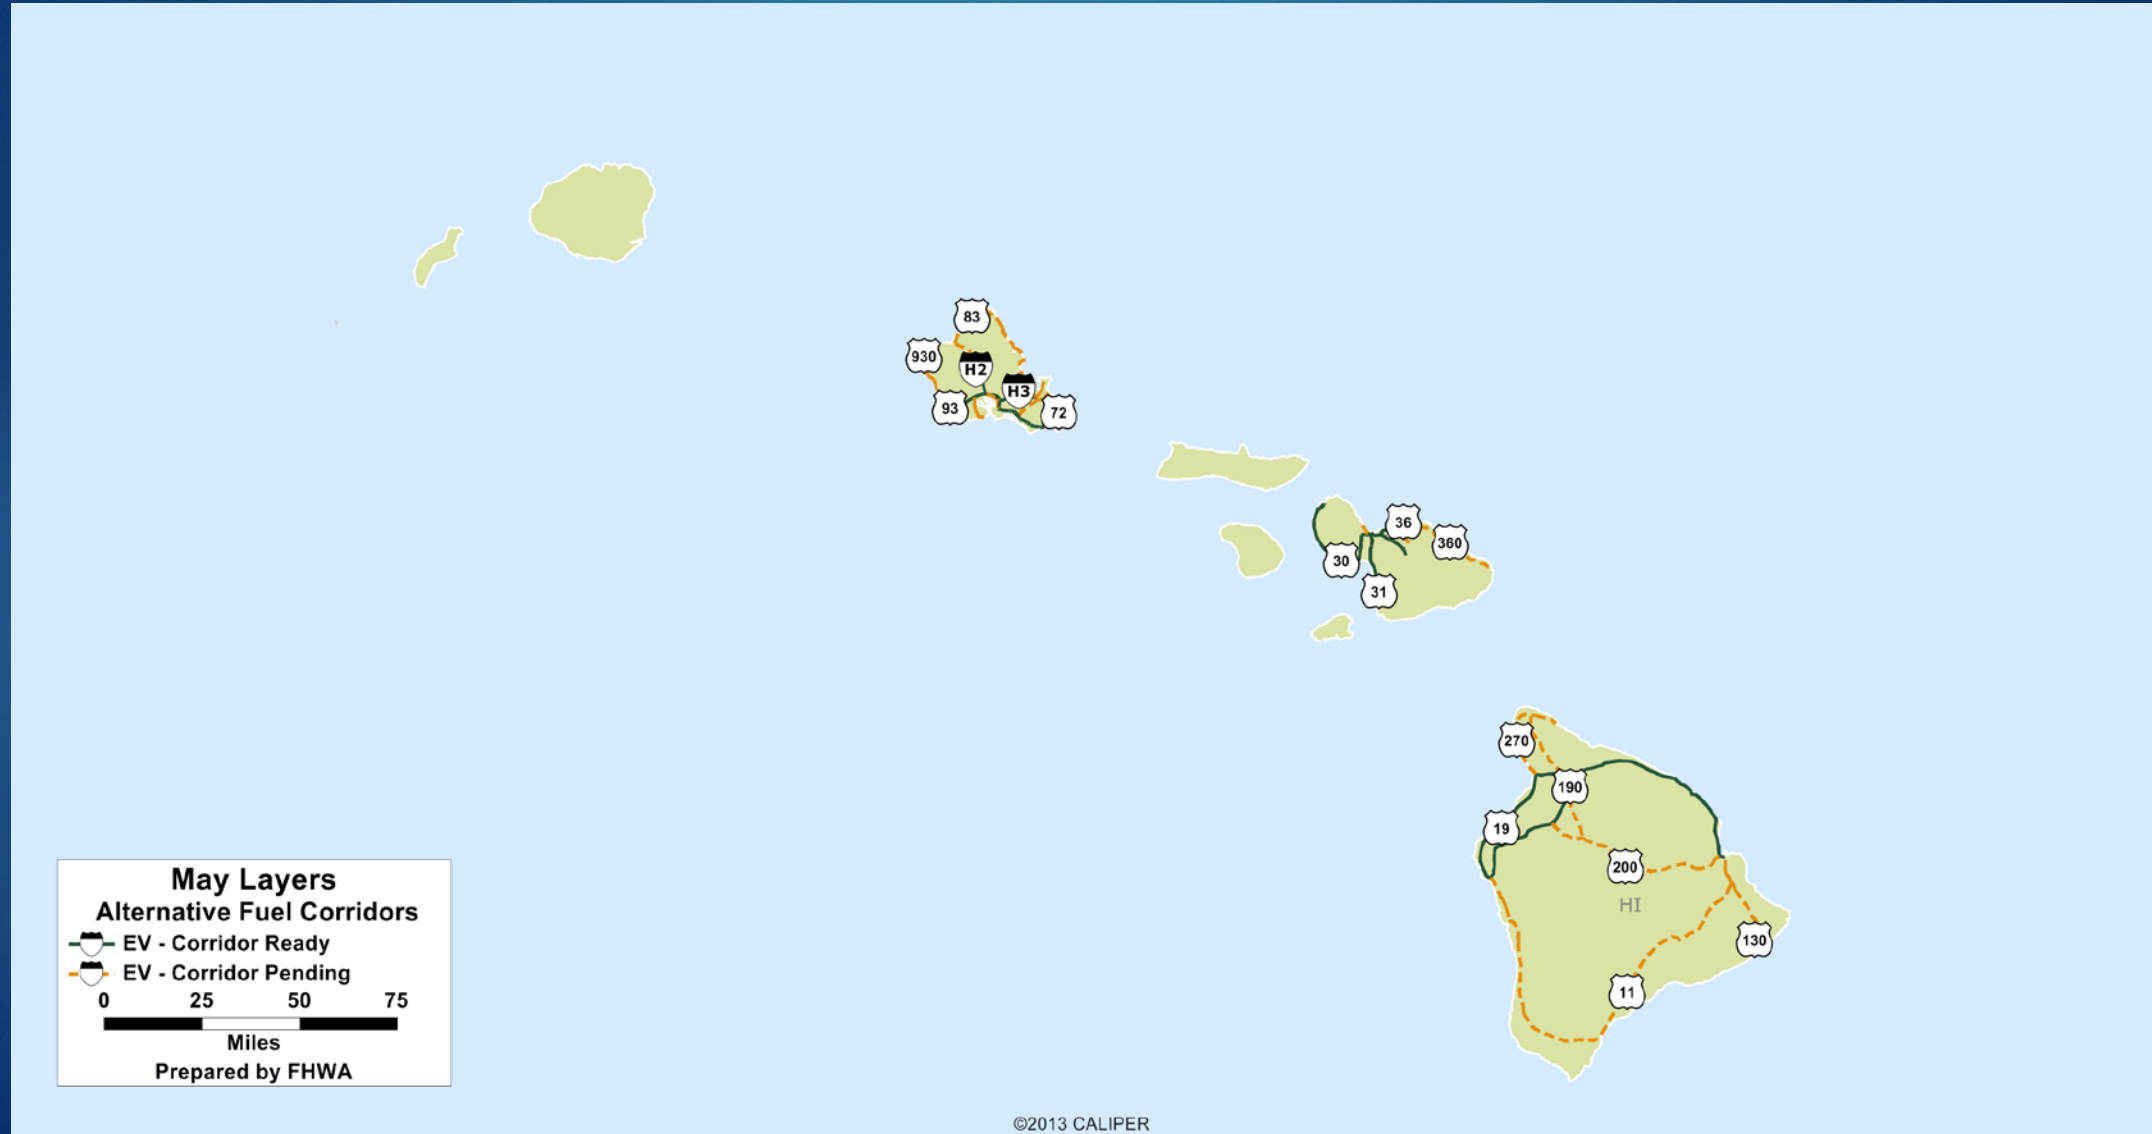 83
930
H2
H3
93
72
36
360
30
31
270
190
19
200
HI
130
11
May Layers
Alternative Fuel Corridors
EV - Corridor Ready
EV - Corridor Pending
0 25 50 75
Miles
Prepared by FHWA
©2013 CALIPER